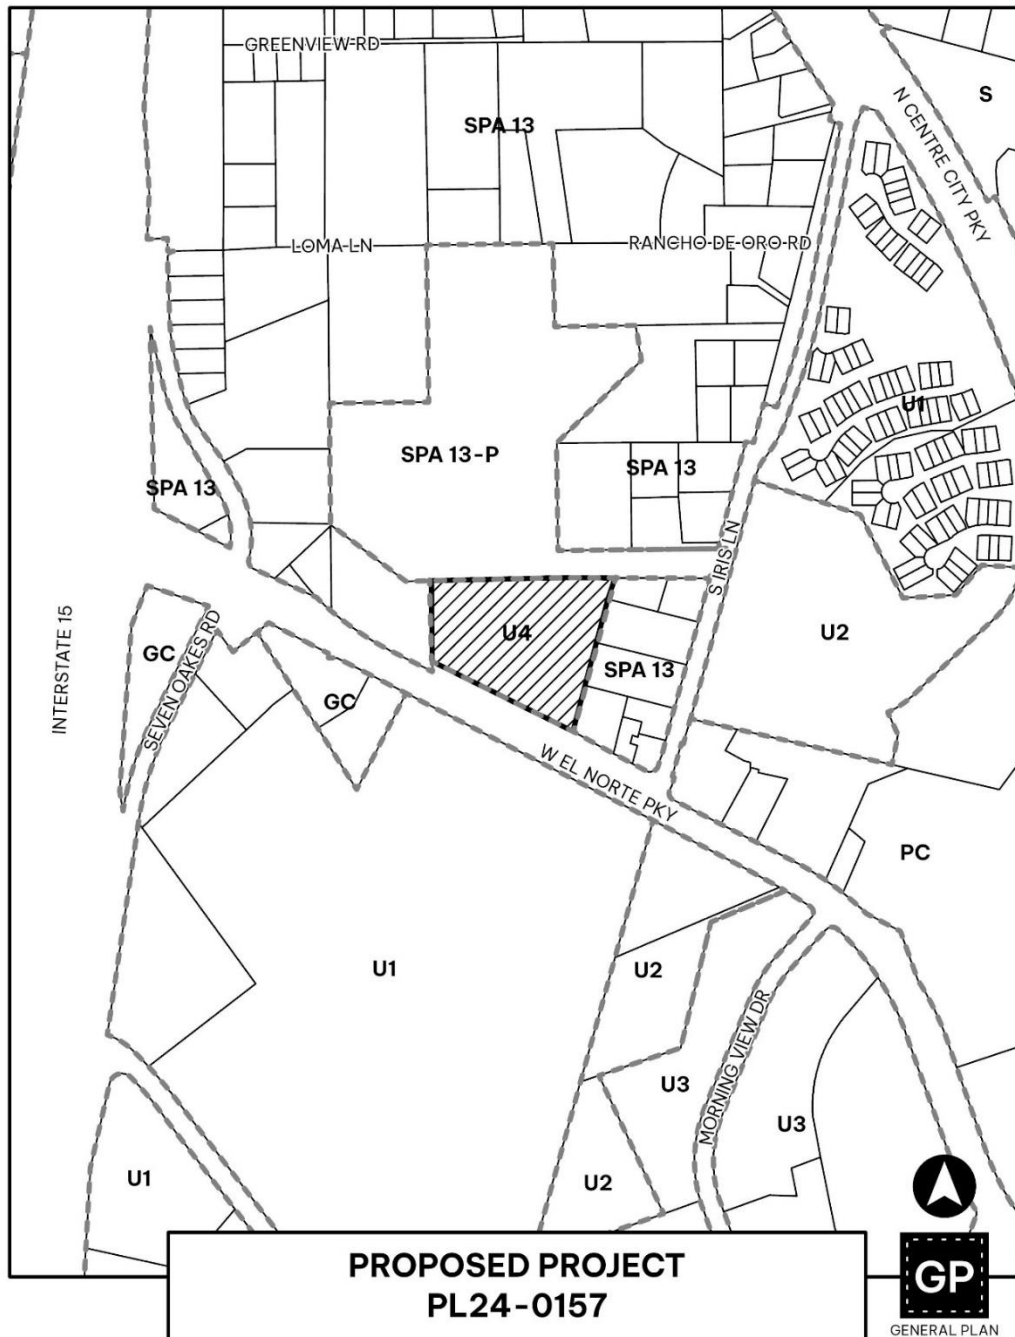 GREENVIEW RD
S
N CENTRE CITY PKY
SPA 13
LOMA LN
RANCHO DE ORO RD
U1
SPA 13-P
SPA 13
SPA 13
S IRIS LN
INTERSTATE 15
GC
SEVEN OAKES RD
GC
U4
U2
SPA 13
W EL NORTE PKY
PC
U1
U2
MORNING VIEW DR
U3
U3
U1
U2
PROPOSED PROJECT
PL24-0157
GP
GENERAL PLAN